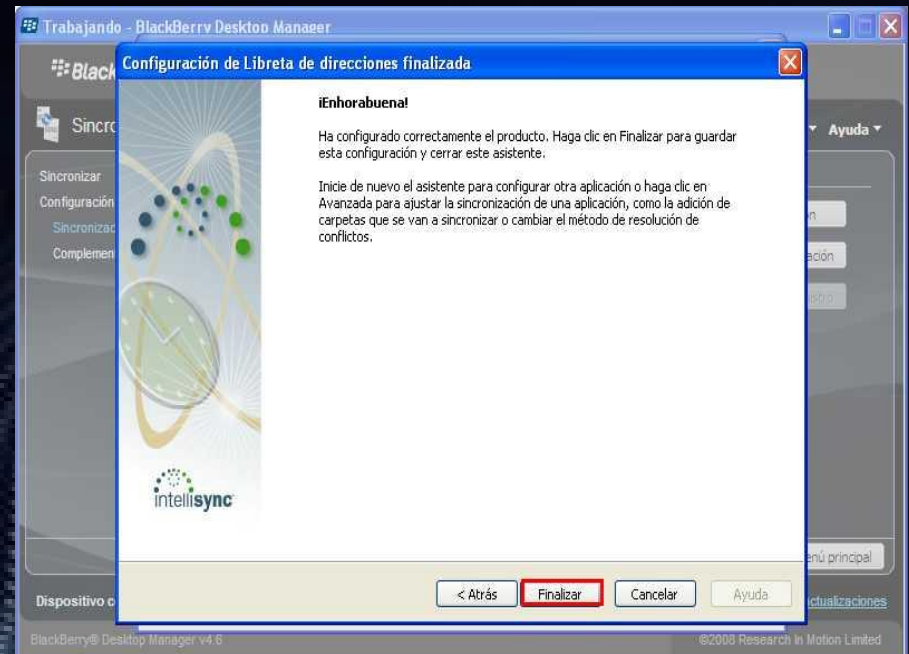 Trabajando - BlackBerry Desktop Manager
Configuración de Libreta de direcciones finalizada
Ayuda
Sincronizar
Configuración
¡Enhorabuena!
Ha configurado correctamente el producto. Haga clic en Finalizar para guardar
esta configuración y cerrar este asistente.
Inicie de nuevo el asistente para configurar otra aplicación o haga clic en
Avanzada para ajustar la sincronización de una aplicación, como la adición de
carpetas que se van a sincronizar o cambiar el método de resolución de
conflictos.
intellisync
principal
< Atrás Finalizar Cancelar Ayuda
Dispositivo
BlackBerry® Desktop Manager v4.6 ©2008 Research In Motion Limited